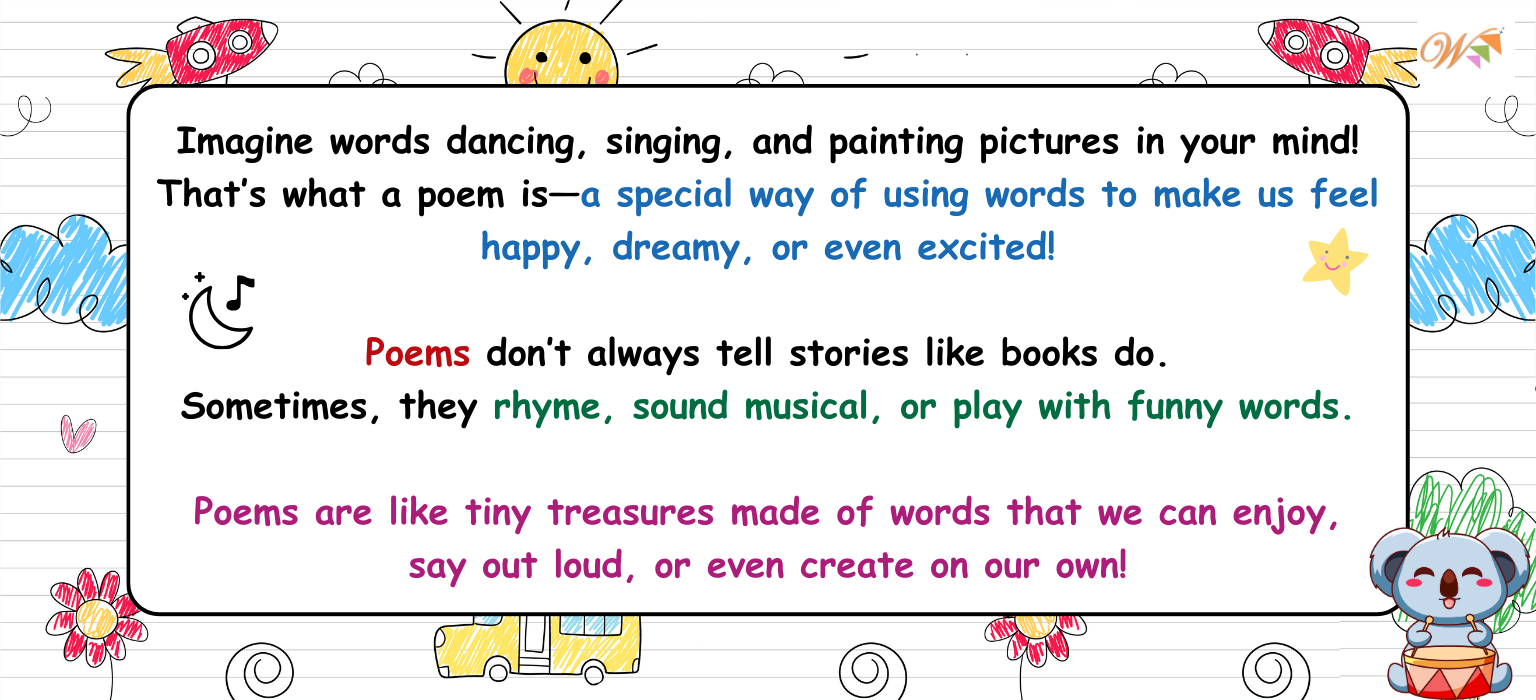 W
Imagine words dancing, singing, and painting pictures in your mind!
That's what a poem is—a special way of using words to make us feel
happy, dreamy, or even excited!
Poems don't always tell stories like books do.
Sometimes, they rhyme, sound musical, or play with funny words.
Poems are like tiny treasures made of words that we can enjoy,
say out loud, or even create on our own!